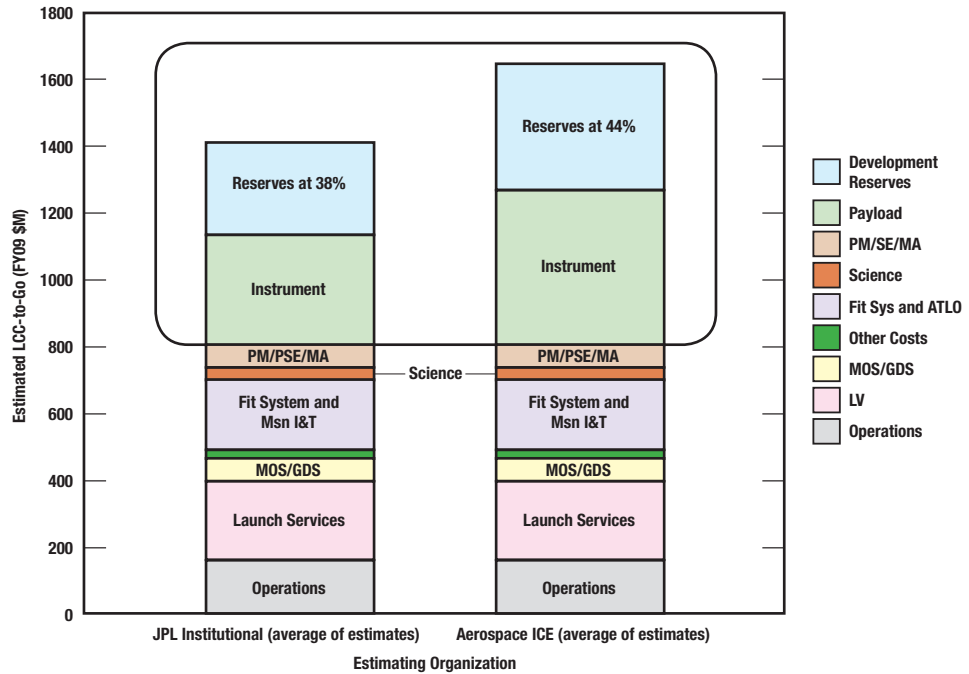 1800
1600
1400
1200
1000
800
600
400
200
0
Estimated LCC-to-Go (FY09 $M)
Reserves at 38%
Instrument
PM/PSE/MA
Fit System and
Msn I&T
MOS/GDS
Launch Services
Operations
Science
Reserves at 44%
Instrument
PM/PSE/MA
Fit System and
Msn I&T
MOS/GDS
Launch Services
Operations
JPL Institutional (average of estimates)
Aerospace ICE (average of estimates)
Estimating Organization
Development
Reserves
Payload
PM/SE/MA
Science
Fit Sys and ATLO
Other Costs
MOS/GDS
LV
Operations